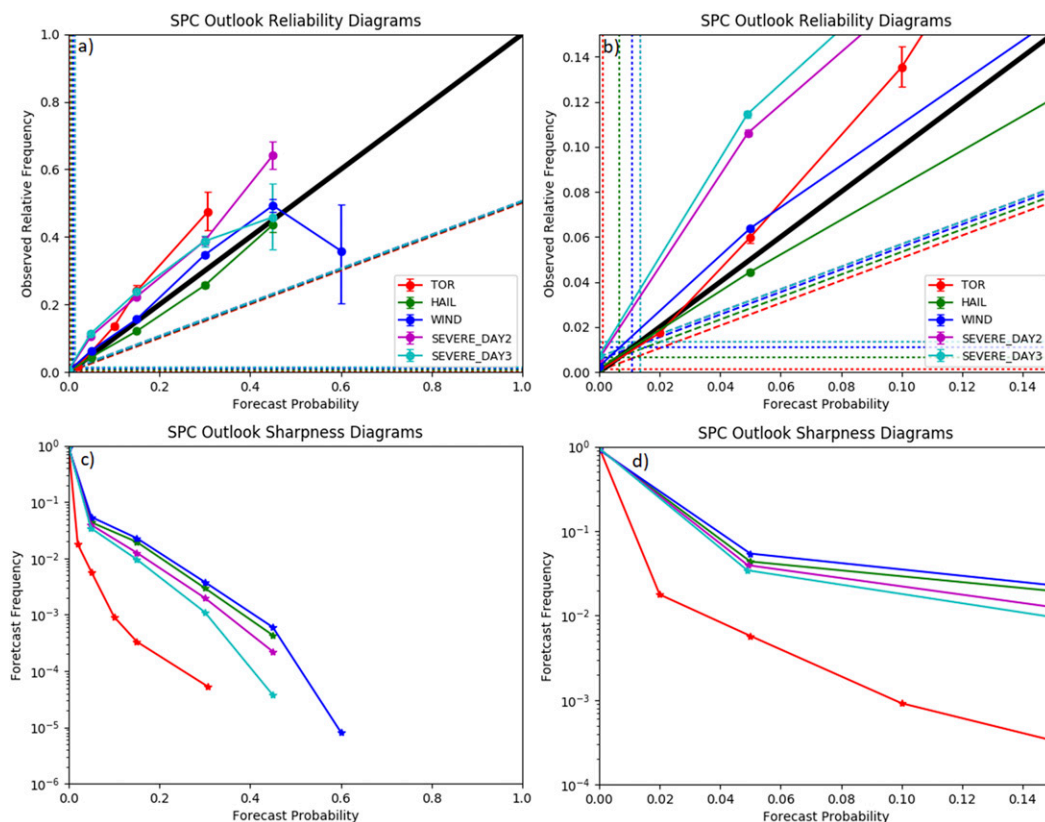 SPC Outlook Reliability Diagrams
a)
1.0
0.8
0.6
0.4
0.2
0.0
Observed Relative Frequency
0.0 0.2 0.4 0.6 0.8 1.0
Forecast Probability
TOR
HAIL
WIND
SEVERE_DAY2
SEVERE_DAY3
SPC Outlook Reliability Diagrams
b)
0.14
0.12
0.10
0.08
0.06
0.04
0.02
0.00
Observed Relative Frequency
0.00 0.02 0.04 0.06 0.08 0.10 0.12 0.14
Forecast Probability
TOR
HAIL
WIND
SEVERE_DAY2
SEVERE_DAY3
SPC Outlook Sharpness Diagrams
c)
10⁰
10⁻¹
10⁻²
10⁻³
10⁻⁴
10⁻⁵
10⁻⁶
Foretcast Frequency
0.0 0.2 0.4 0.6 0.8 1.0
Forecast Probability
SPC Outlook Sharpness Diagrams
d)
10⁰
10⁻¹
10⁻²
10⁻³
10⁻⁴
Foretcast Frequency
0.00 0.02 0.04 0.06 0.08 0.10 0.12 0.14
Forecast Probability